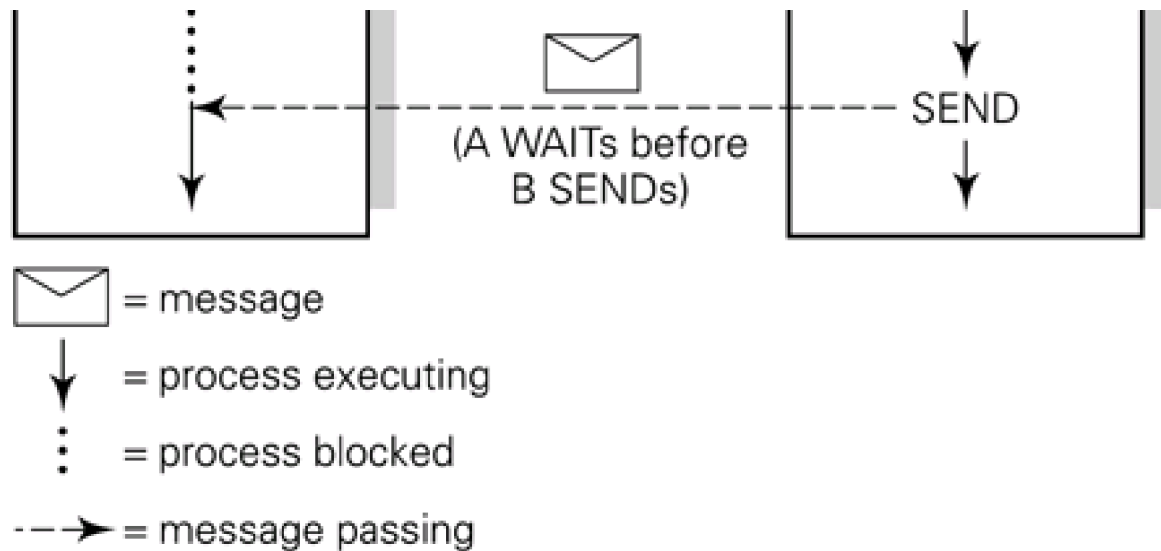 SEND
(A WAITs before
B SENDs)
= message
= process executing
= process blocked
= message passing